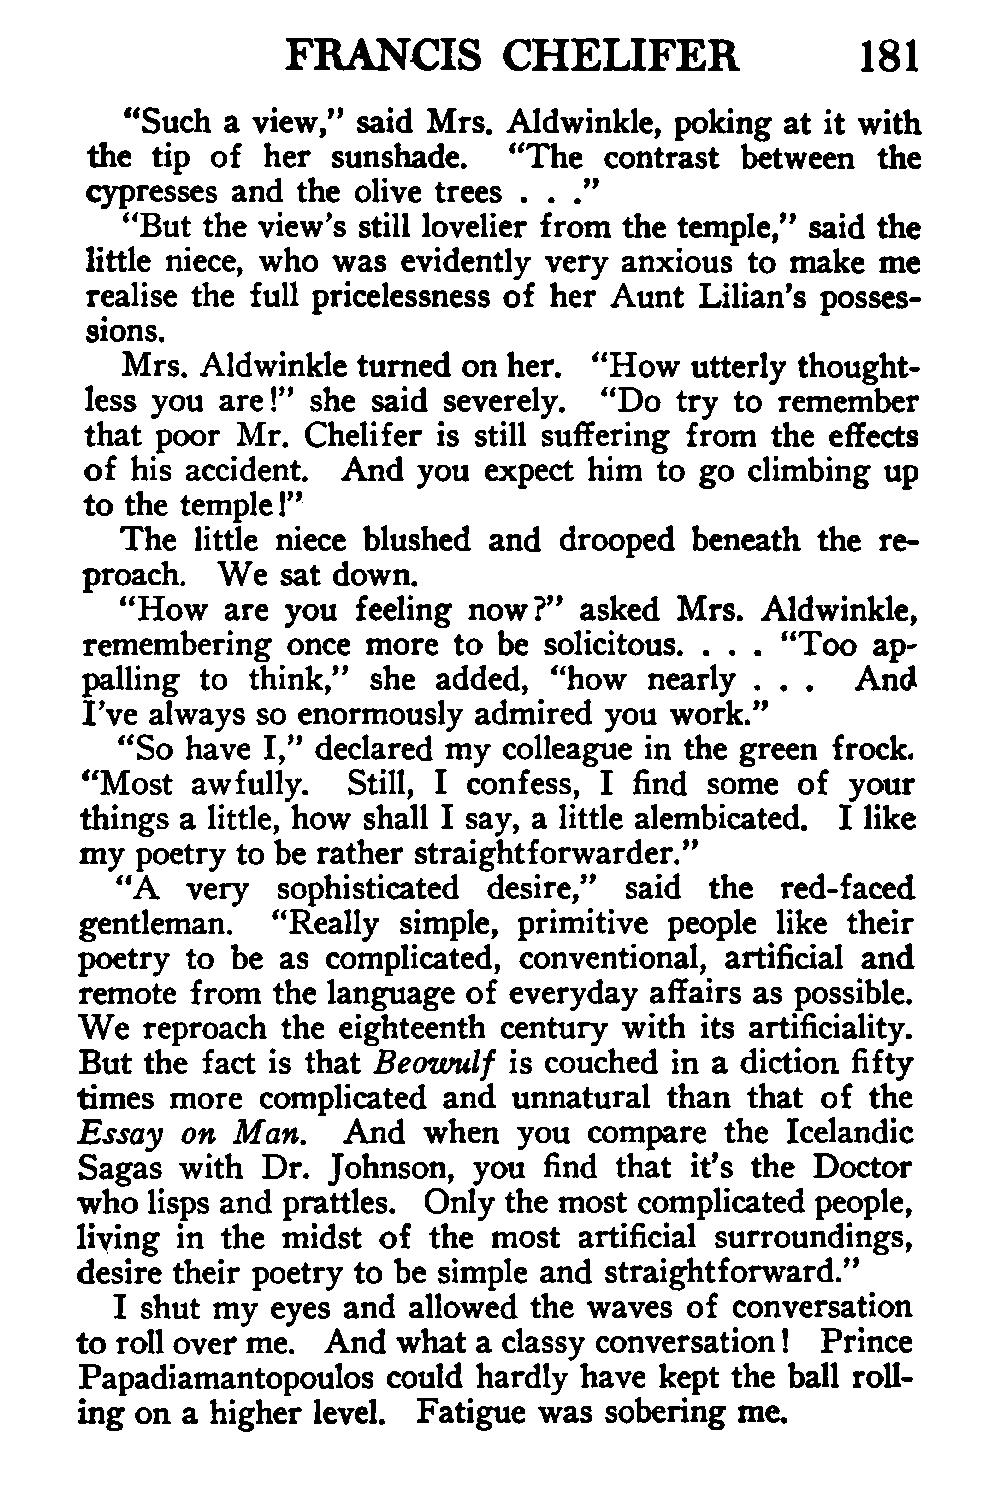 FRANCIS CHELIFER 181
“Such a view,” said Mrs. Aldwinkle, poking at it with
the tip of her sunshade. “The contrast between the
cypresses and the olive trees . . .”
“But the view’s still lovelier from the temple,” said the
little niece, who was evidently very anxious to make me
realise the full pricelessness of her Aunt Lilian’s posses-
sions.
Mrs. Aldwinkle turned on her. “How utterly thought-
less you are!” she said severely. “Do try to remember
that poor Mr. Chelifer is still suffering from the effects
of his accident. And you expect him to go climbing up
to the temple!”
The little niece blushed and drooped beneath the re-
proach. We sat down.
“How are you feeling now?” asked Mrs. Aldwinkle,
remembering once more to be solicitous. . . . “Too ap-
palling to think,” she added, “how nearly . . . And
I’ve always so enormously admired you work.”
“So have I,” declared my colleague in the green frock.
“Most awfully. Still, I confess, I find some of your
things a little, how shall I say, a little alembicated. I like
my poetry to be rather straightforwarder.”
“A very sophisticated desire,” said the red-faced
gentleman. “Really simple, primitive people like their
poetry to be as complicated, conventional, artificial and
remote from the language of everyday affairs as possible.
We reproach the eighteenth century with its artificiality.
But the fact is that Beowulf is couched in a diction fifty
times more complicated and unnatural than that of the
Essay on Man. And when you compare the Icelandic
Sagas with Dr. Johnson, you find that it’s the Doctor
who lisps and prattles. Only the most complicated people,
living in the midst of the most artificial surroundings,
desire their poetry to be simple and straightforward.”
I shut my eyes and allowed the waves of conversation
to roll over me. And what a classy conversation! Prince
Papadiamantopoulos could hardly have kept the ball roll-
ing on a higher level. Fatigue was sobering me.